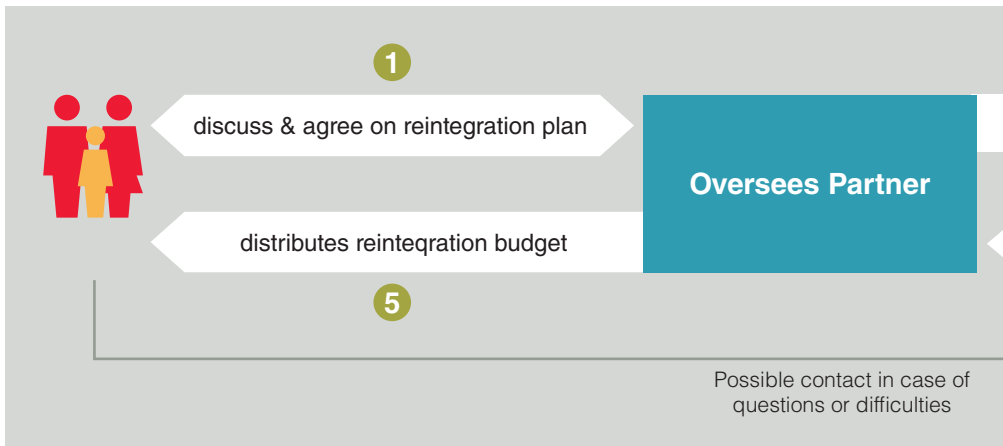 1
discuss & agree on reintegration plan
Oversees Partner
distributes reinteqration budget
5
Possible contact in case of
questions or difficulties